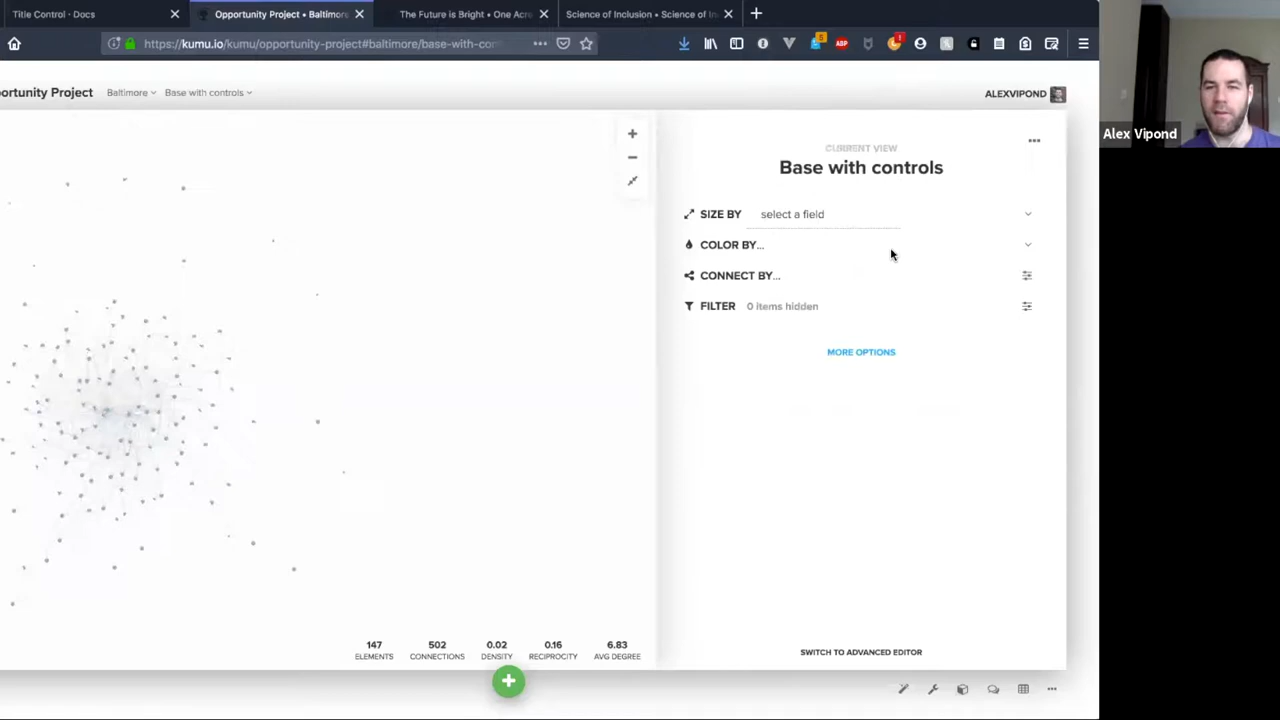 Title Control · Docs
Opportunity Project • Baltimore
The Future is Bright • One Acre
Science of Inclusion • Science of In
https://kumu.io/kumu/opportunity-project#baltimore/base-with-con
5
ABP
ortunity Project
Baltimore
Base with controls
ALEXVIPOND
Alex Vipond
CURRENT VIEW
Base with controls
SIZE BY select a field
COLOR BY...
CONNECT BY...
FILTER 0 items hidden
MORE OPTIONS
147 502 0.02 0.16 6.83
ELEMENTS CONNECTIONS DENSITY RECIPROCITY AVG DEGREE
SWITCH TO ADVANCED EDITOR